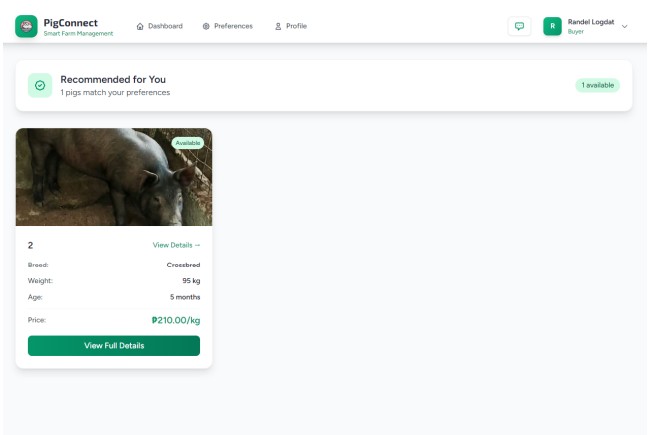 PigConnect
Smart Farm Management
Dashboard
Preferences
Profile
R
Randel Logdat
Buyer
Recommended for You
1 pigs match your preferences
1 available
Available
2
View Details →
Breed: Crossbred
Weight: 95 kg
Age: 5 months
Price: ₱210.00/kg
View Full Details